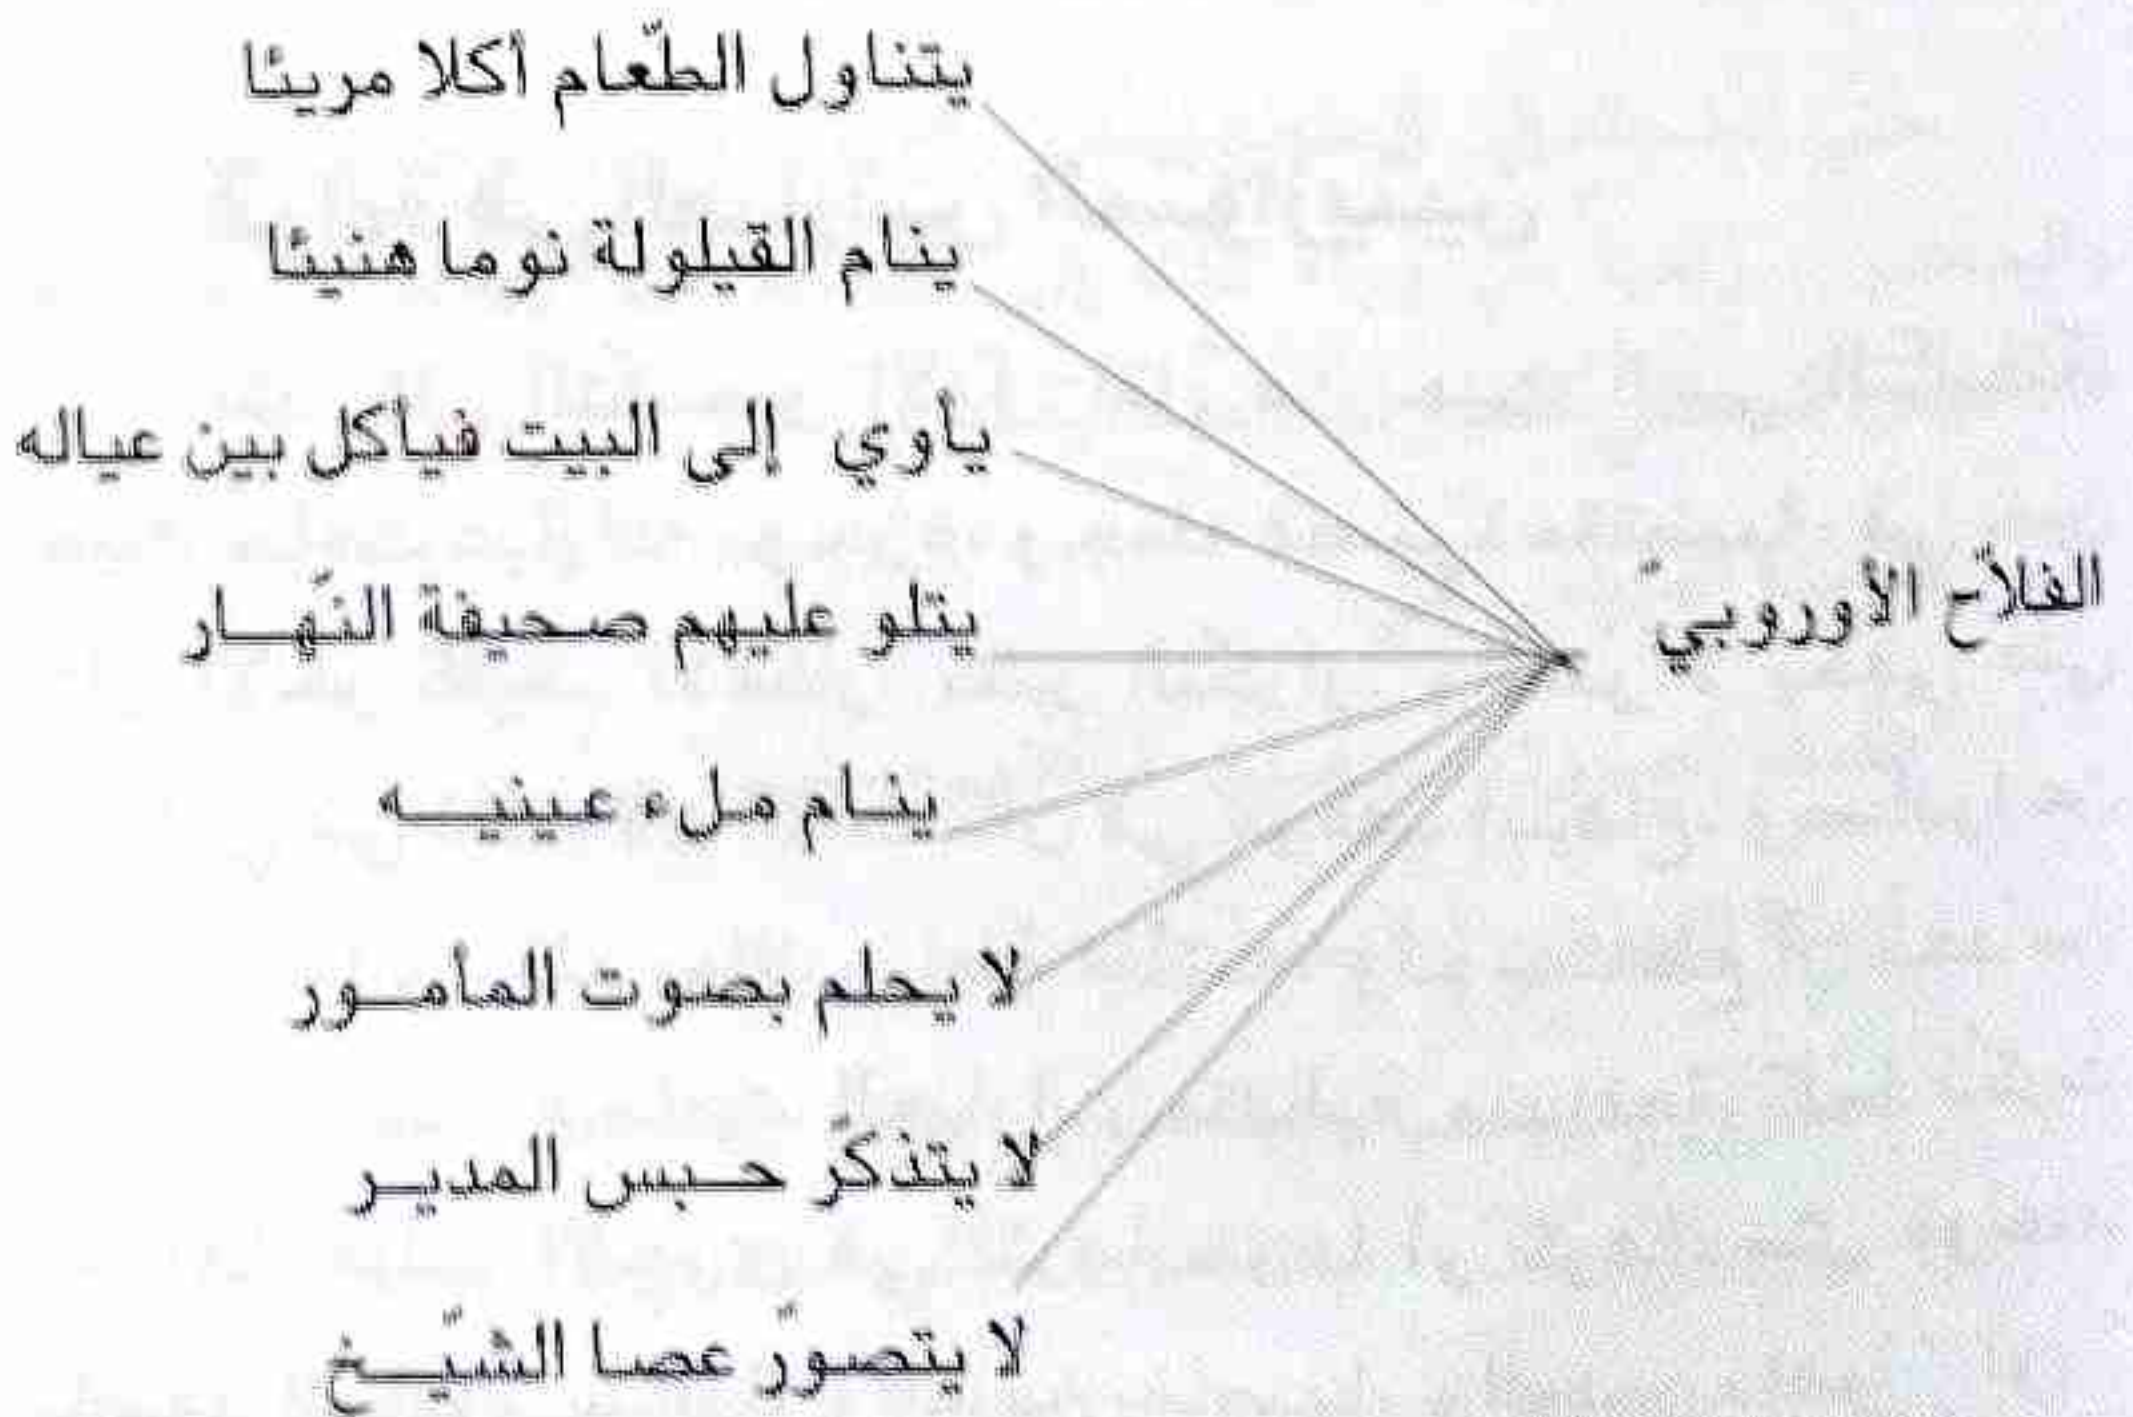 يتناول الطّعام أكلا مريئا
ينام القيلولة نوما هنيئا
يأوي إلى البيت فيأكل بين عياله
الفلاّح الأوروبيّ
يتلو عليهم صحيفة النّهار
ينام ملء عينيه
لا يحلم بصوت المأمور
لا يتذكّر حبس المدير
لا يتصوّر عصا الشّيخ